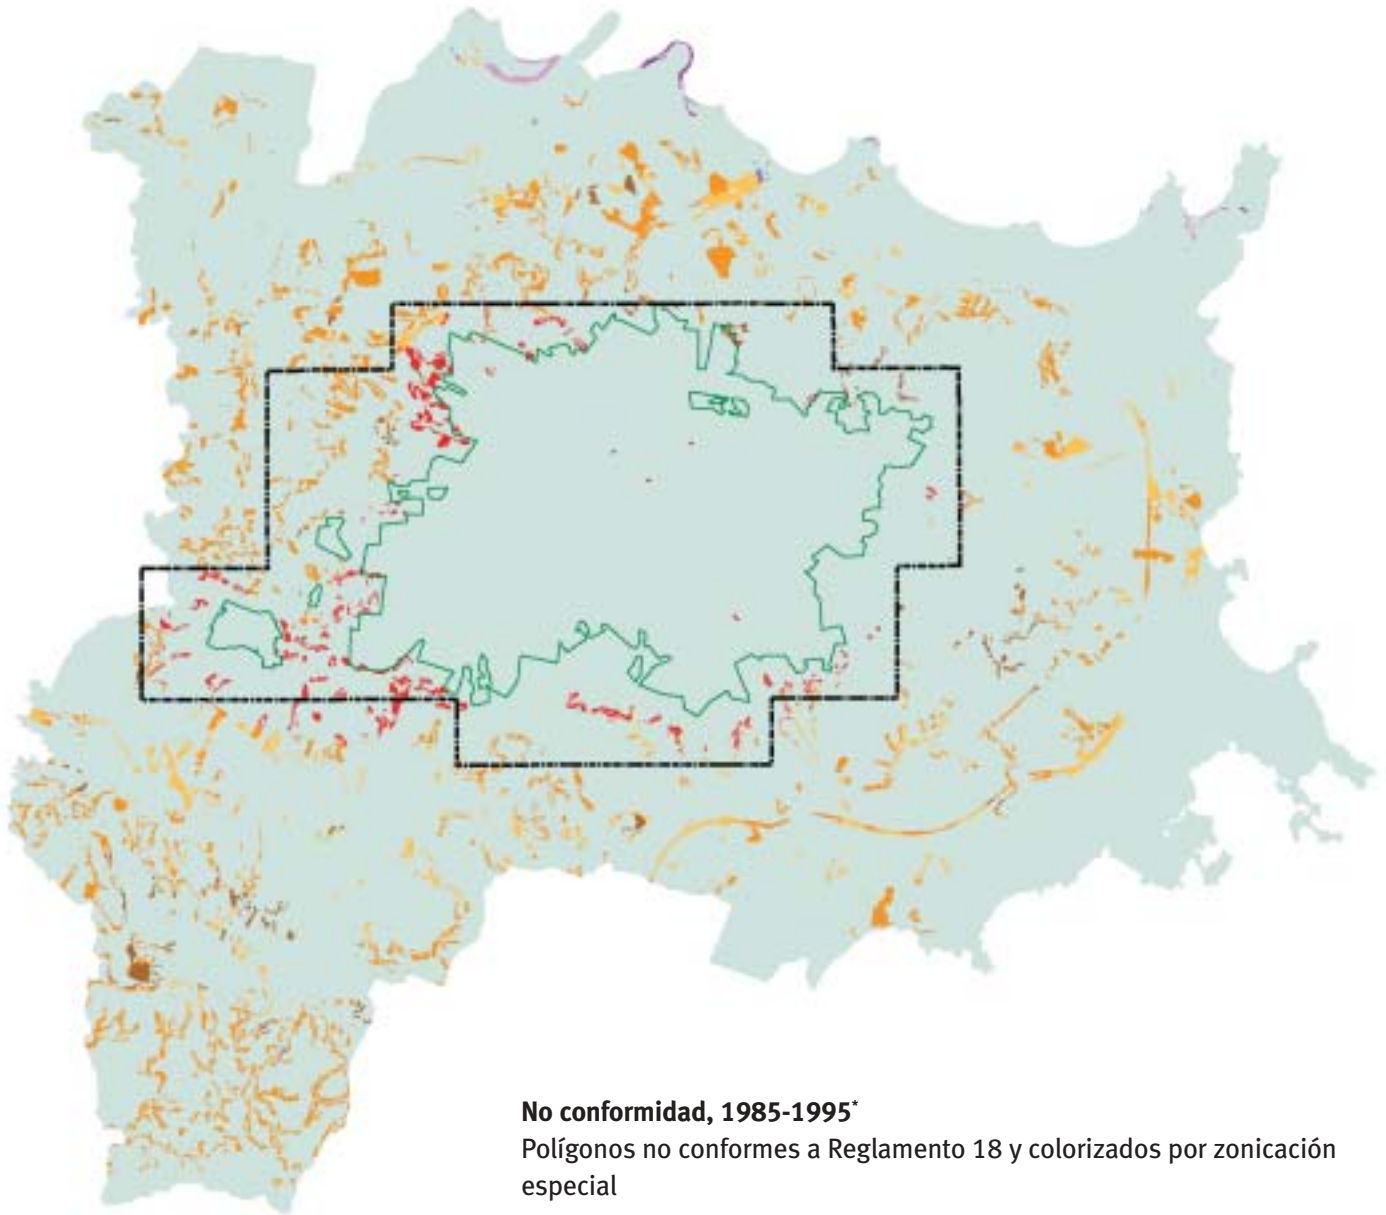 No conformidad, 1985-1995*
Polígonos no conformes a Reglamento 18 y colorizados por zonicación
especial